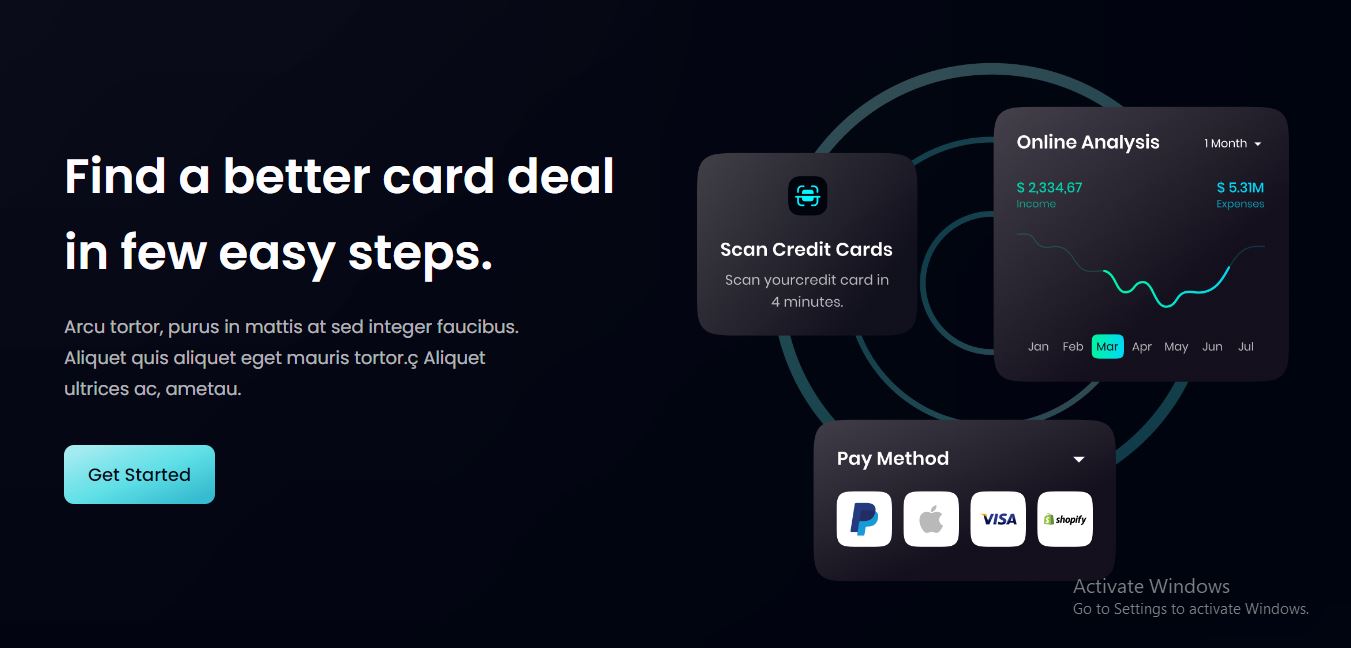 Find a better card deal
in few easy steps.
Arcu tortor, purus in mattis at sed integer faucibus.
Aliquet quis aliquet eget mauris tortor.ç Aliquet
ultrices ac, ametau.
Get Started
Scan Credit Cards
Scan yourcredit card in
4 minutes.
Online Analysis
1 Month
$ 2,334,67
$ 5.31M
Income
Expenses
Jan Feb Mar Apr May Jun Jul
Pay Method
VISA
shopify
Activate Windows
Go to Settings to activate Windows.